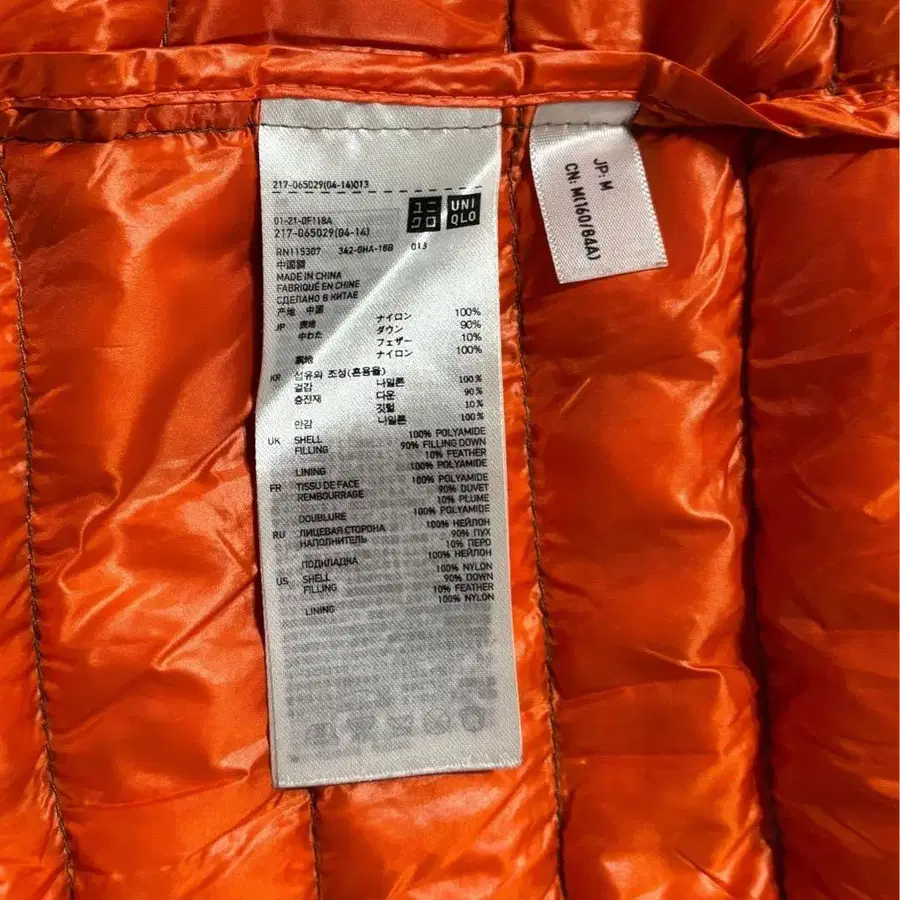 217-065029(04-14)013
ユニ
クロ
UNI
QLO
01-21-0F118A
217-065029(04-14)
RN115307 342-0HA-16B 013
中国製
MADE IN CHINA
FABRIQUÉ EN CHINE
СДЕЛАНО В КИТАЕ
产地 中国
JP 表地 ナイロン 100%
中わた ダウン 90%
フェザー 10%
裏地 ナイロン 100%
KR 섬유의 조성(혼용율)
겉감 나일론 100%
충전재 다운 90%
깃털 10%
안감 나일론 100%
UK SHELL 100% POLYAMIDE
FILLING 90% FILLING DOWN
10% FEATHER
LINING 100% POLYAMIDE
FR TISSU DE FACE 100% POLYAMIDE
REMBOURRAGE 90% DUVET
10% PLUME
DOUBLURE 100% POLYAMIDE
RU ЛИЦЕВАЯ СТОРОНА 100% НЕЙЛОН
НАПОЛНИТЕЛЬ 90% ПУХ
10% ПЕРО
ПОДКЛАДКА 100% НЕЙЛОН
US SHELL 100% NYLON
FILLING 90% DOWN
10% FEATHER
LINING 100% NYLON
JP: M
CN: M(160/84A)